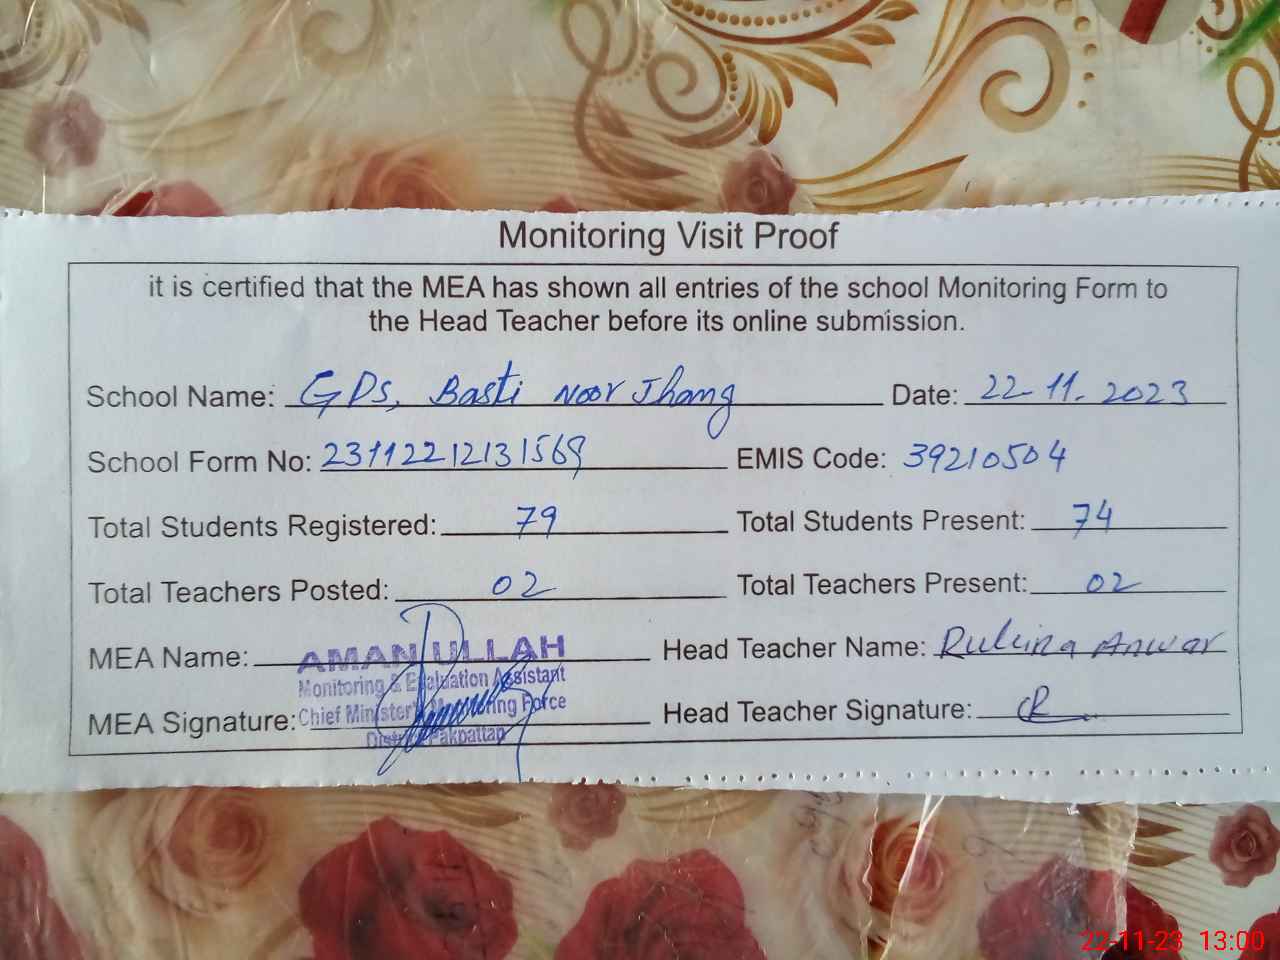 Monitoring Visit Proof
it is certified that the MEA has shown all entries of the school Monitoring Form to
the Head Teacher before its online submission.
School Name: GPS, Basti Noor Jhang Date: 22-11-2023
School Form No: 23112212131569 EMIS Code: 39210504
Total Students Registered: 79 Total Students Present: 74
Total Teachers Posted: 02 Total Teachers Present: 02
MEA Name: AMAN ULLAH Head Teacher Name: Anwar
Monitoring & Evaluation Assistant
MEA Signature: Chief Minister's Monitoring Force Head Teacher Signature:
District Pakpattan
22-11-23 13:00